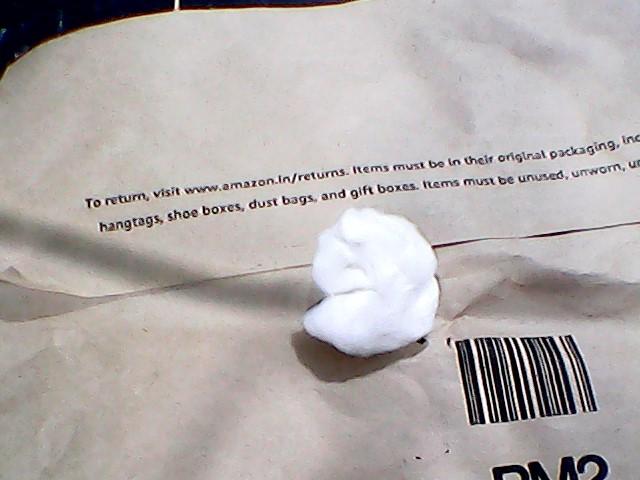 To return, visit www.amazon.in/returns. Items must be in their original packaging,
hangtags, shoe boxes, dust bags, and gift boxes. Items must be unused, unworn,
PM2